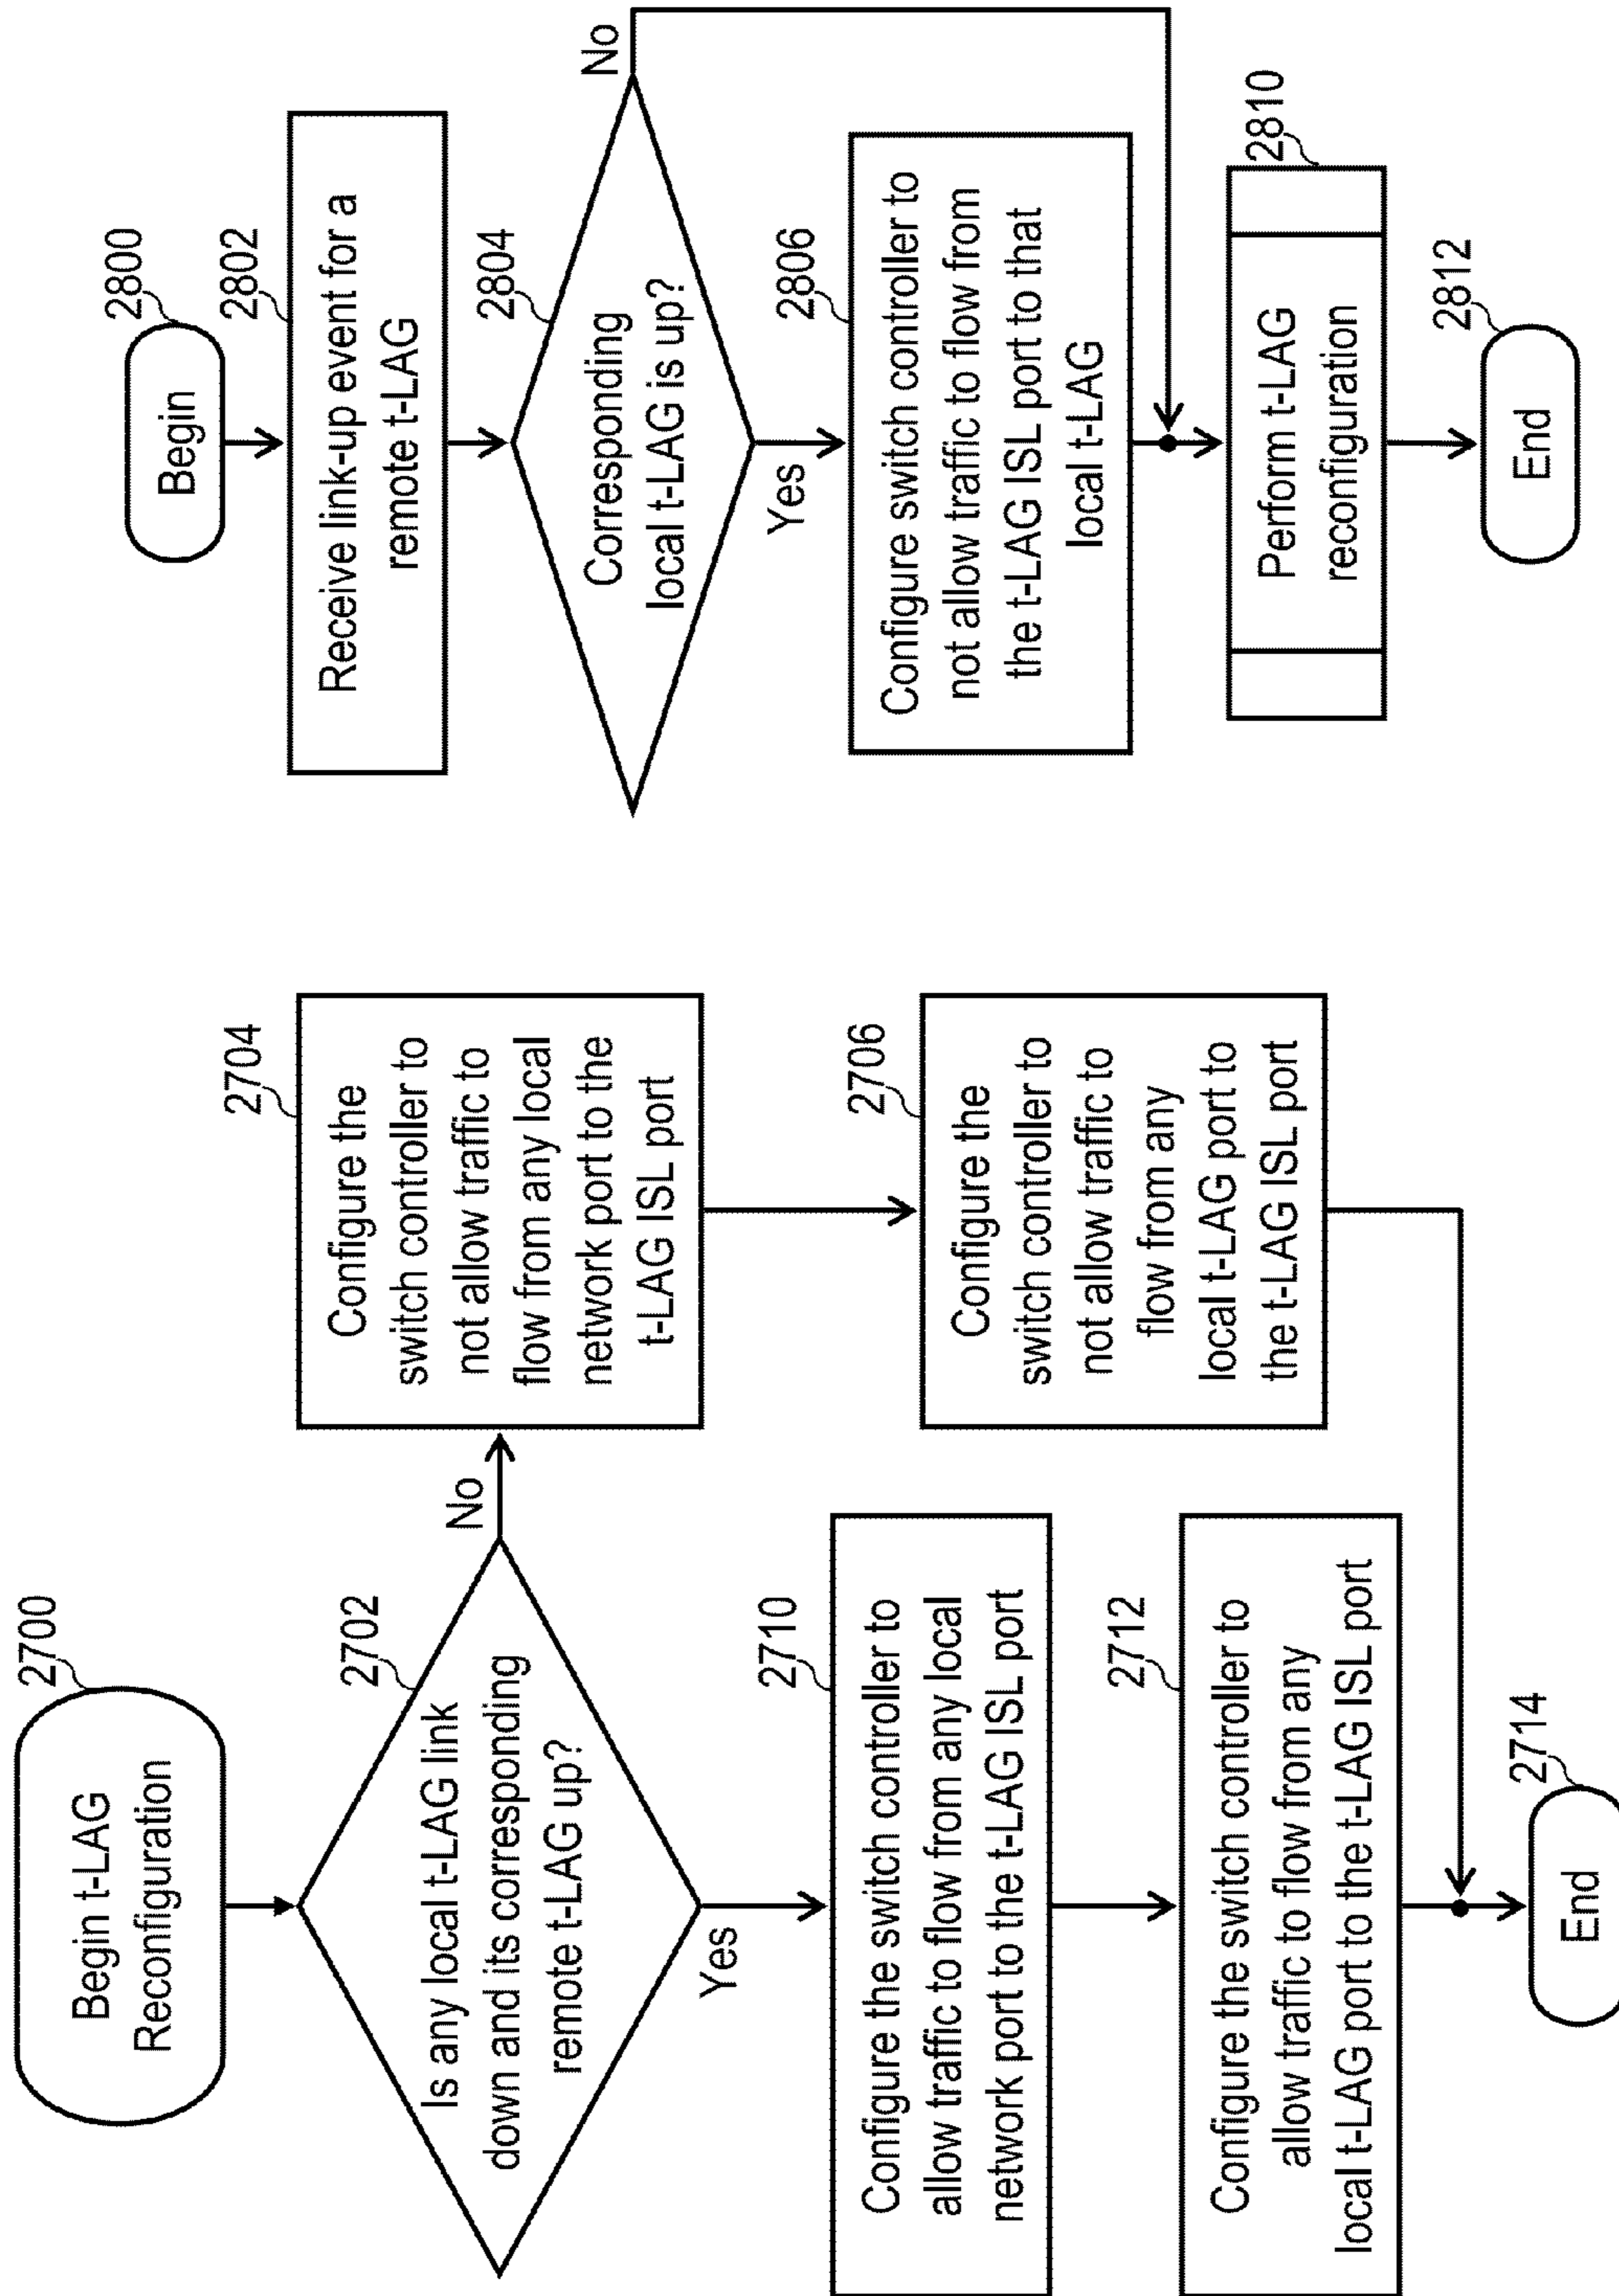 2700
Begin t-LAG
Reconfiguration
2702
Is any local t-LAG link
down and its corresponding
remote t-LAG up?
No
Yes
2704
Configure the
switch controller to
not allow traffic to
flow from any local
network port to the
t-LAG ISL port
2706
Configure the
switch controller to
not allow traffic to
flow from any
local t-LAG port to
the t-LAG ISL port
2710
Configure the switch controller to
allow traffic to flow from any local
network port to the t-LAG ISL port
2712
Configure the switch controller to
allow traffic to flow from any
local t-LAG port to the t-LAG ISL port
2714
End
2800
Begin
2802
Receive link-up event for a
remote t-LAG
2804
Corresponding
local t-LAG is up?
No
Yes
2806
Configure switch controller to
not allow traffic to flow from
the t-LAG ISL port to that
local t-LAG
2810
Perform t-LAG
reconfiguration
2812
End